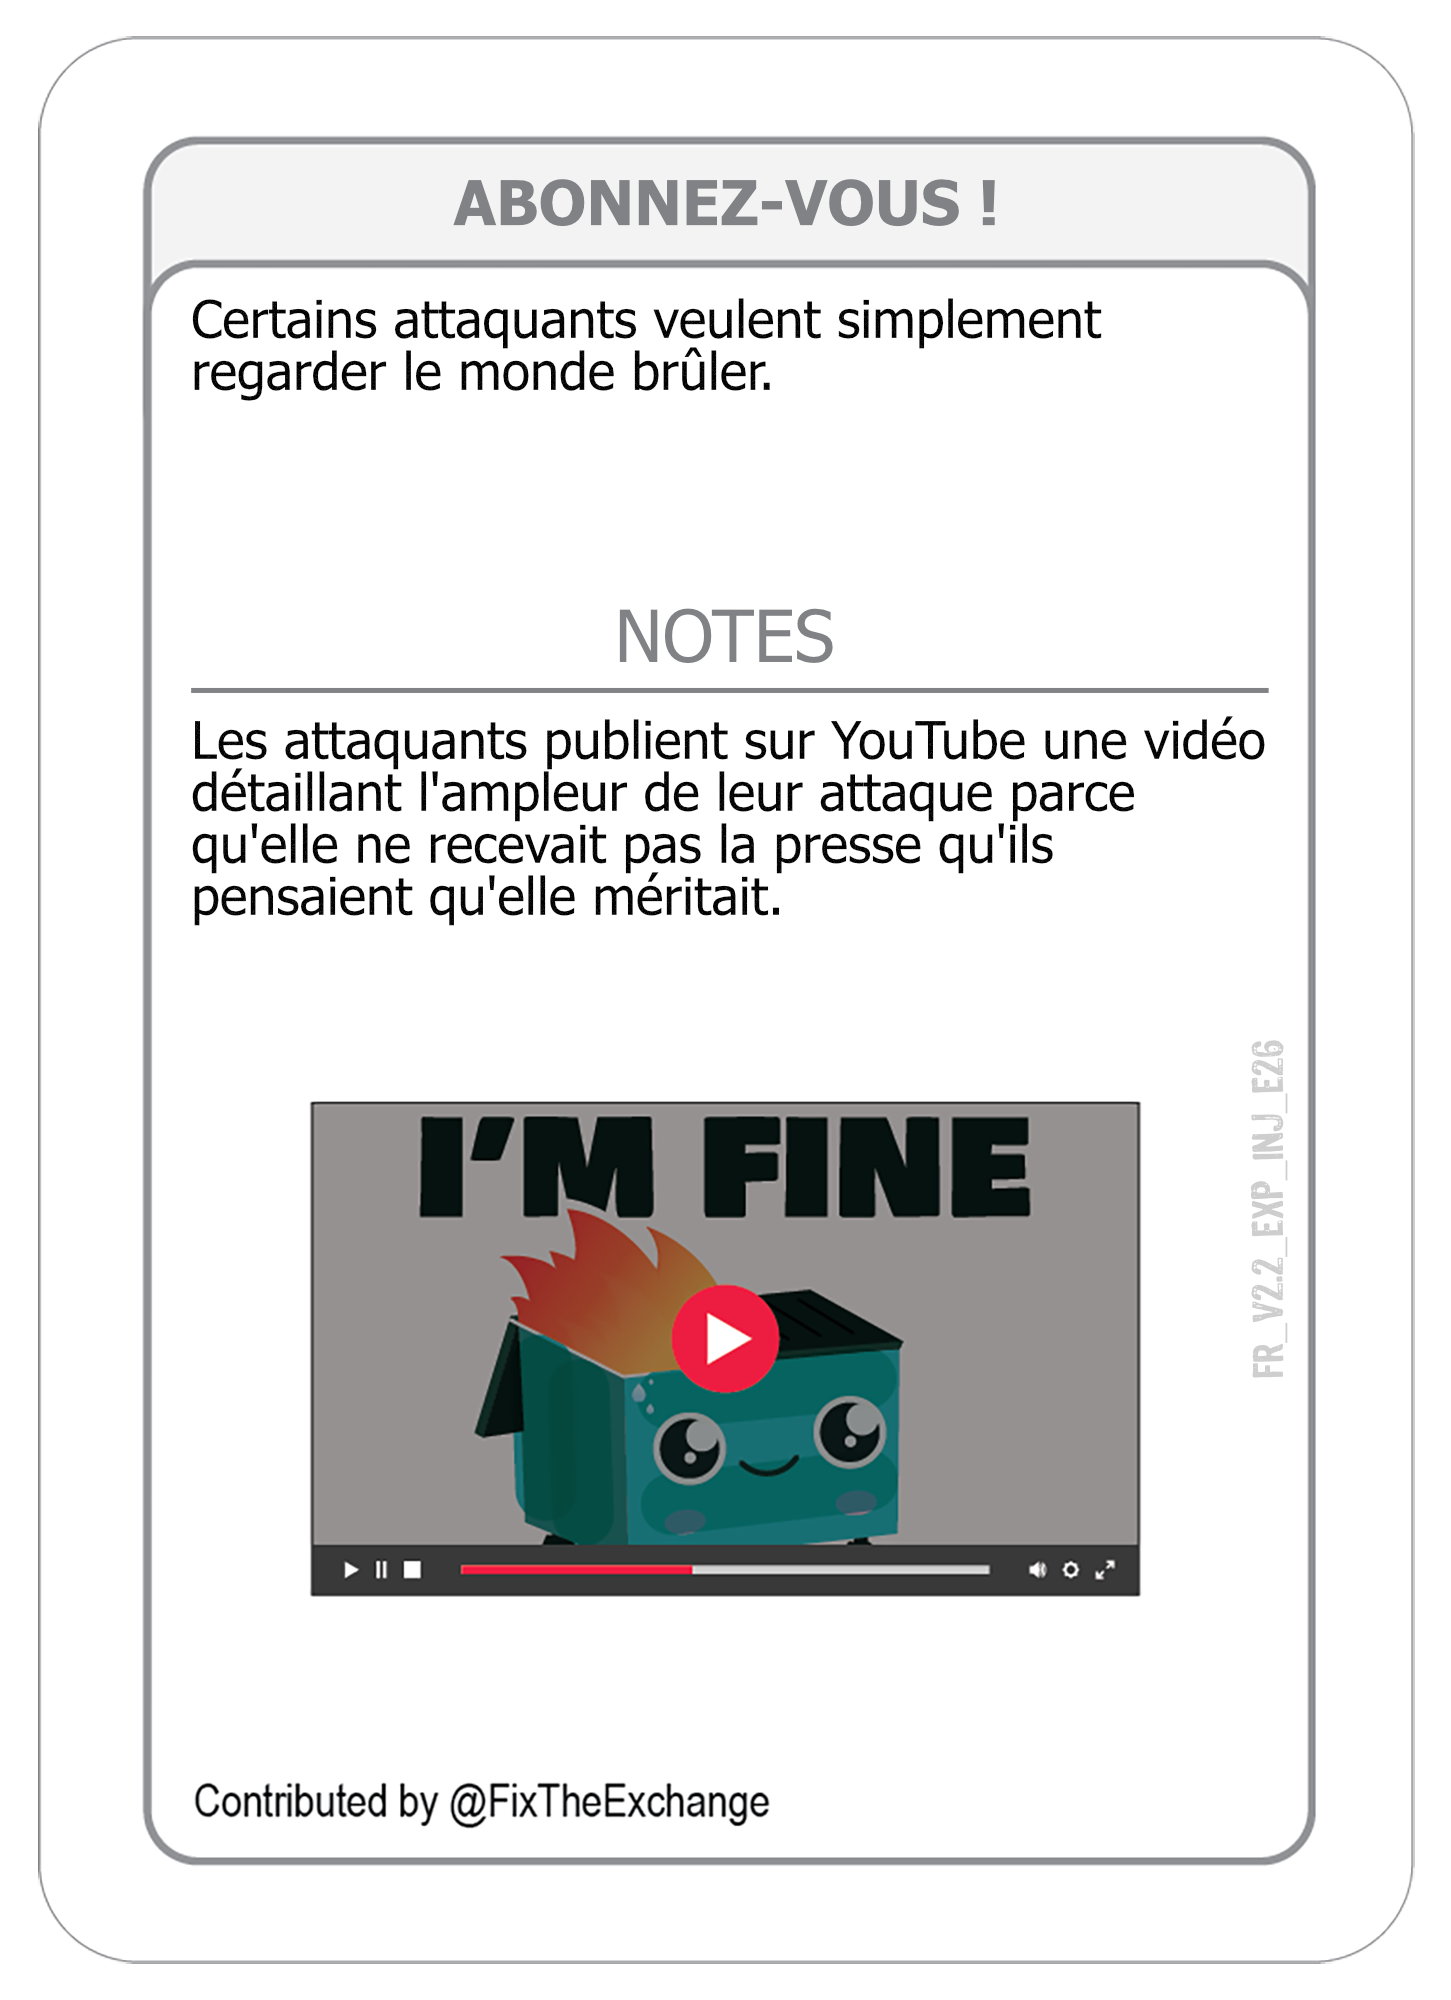 ABONNEZ-VOUS !
Certains attaquants veulent simplement
regarder le monde brûler.
NOTES
Les attaquants publient sur YouTube une vidéo
détaillant l'ampleur de leur attaque parce
qu'elle ne recevait pas la presse qu'ils
pensaient qu'elle méritait.
FR_V2.2_EXP_INJ_E26
I'M FINE
Contributed by @FixTheExchange